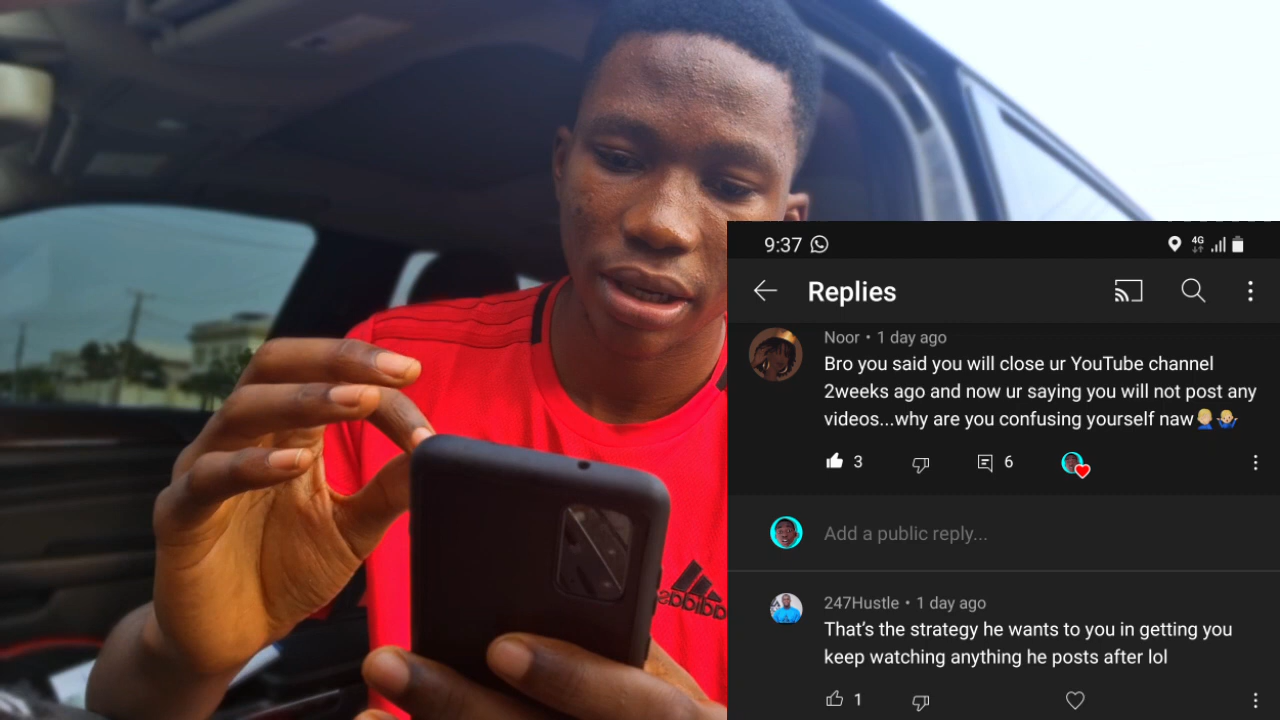 9:37
4G
Replies
Noor • 1 day ago
Bro you said you will close ur YouTube channel
2weeks ago and now ur saying you will not post any
videos...why are you confusing yourself naw🤦🏼‍♂️🤷🏼‍♂️
3
6
Add a public reply...
247Hustle • 1 day ago
That's the strategy he wants to you in getting you
keep watching anything he posts after lol
1
adidas